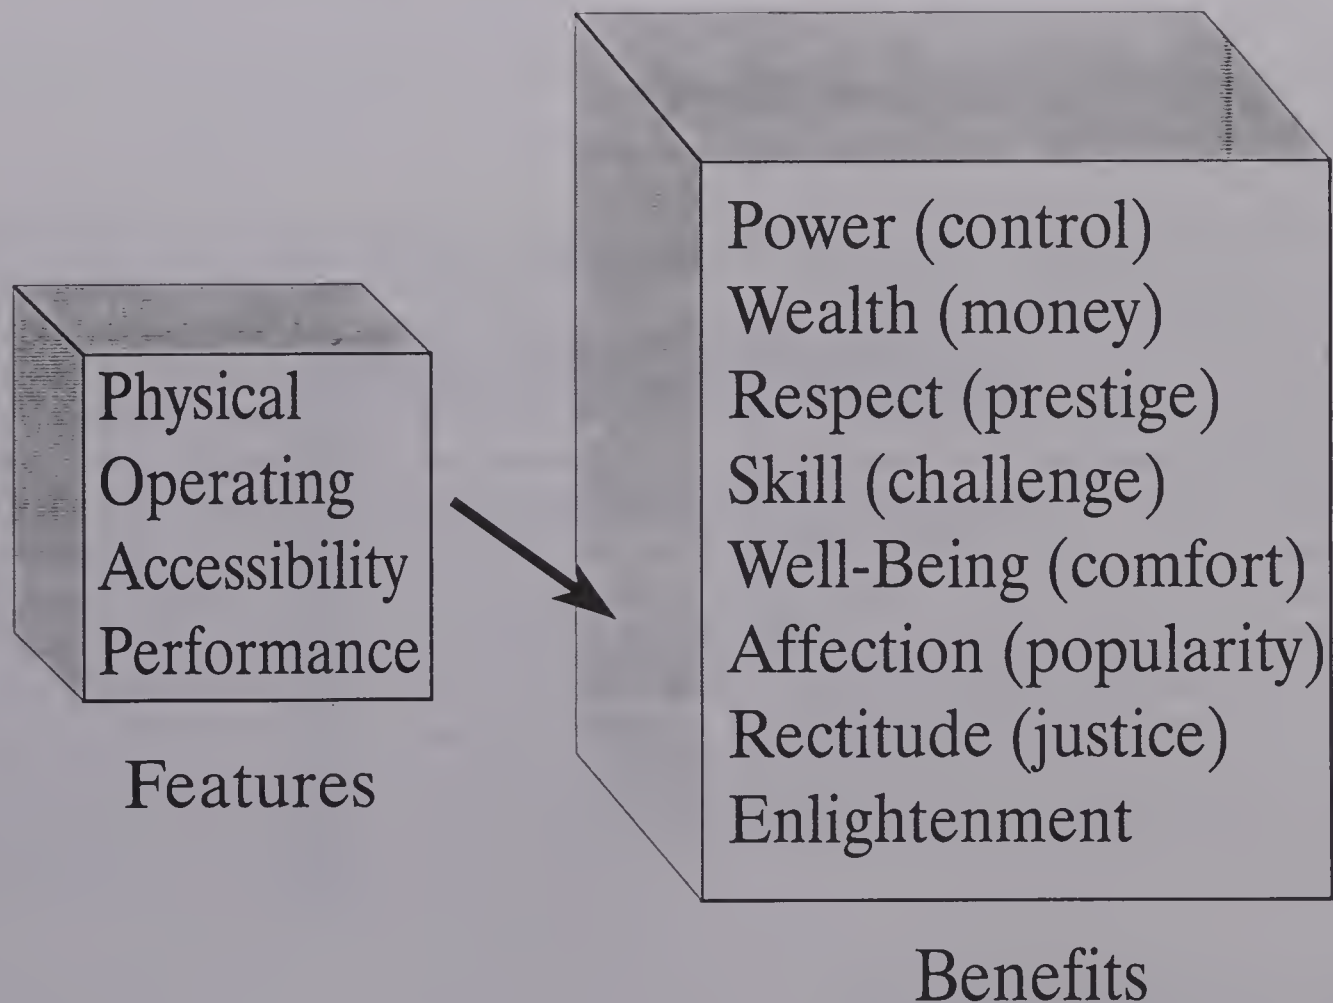 Physical
Operating
Accessibility
Performance
Features
Power (control)
Wealth (money)
Respect (prestige)
Skill (challenge)
Well-Being (comfort)
Affection (popularity)
Rectitude (justice)
Enlightenment
Benefits